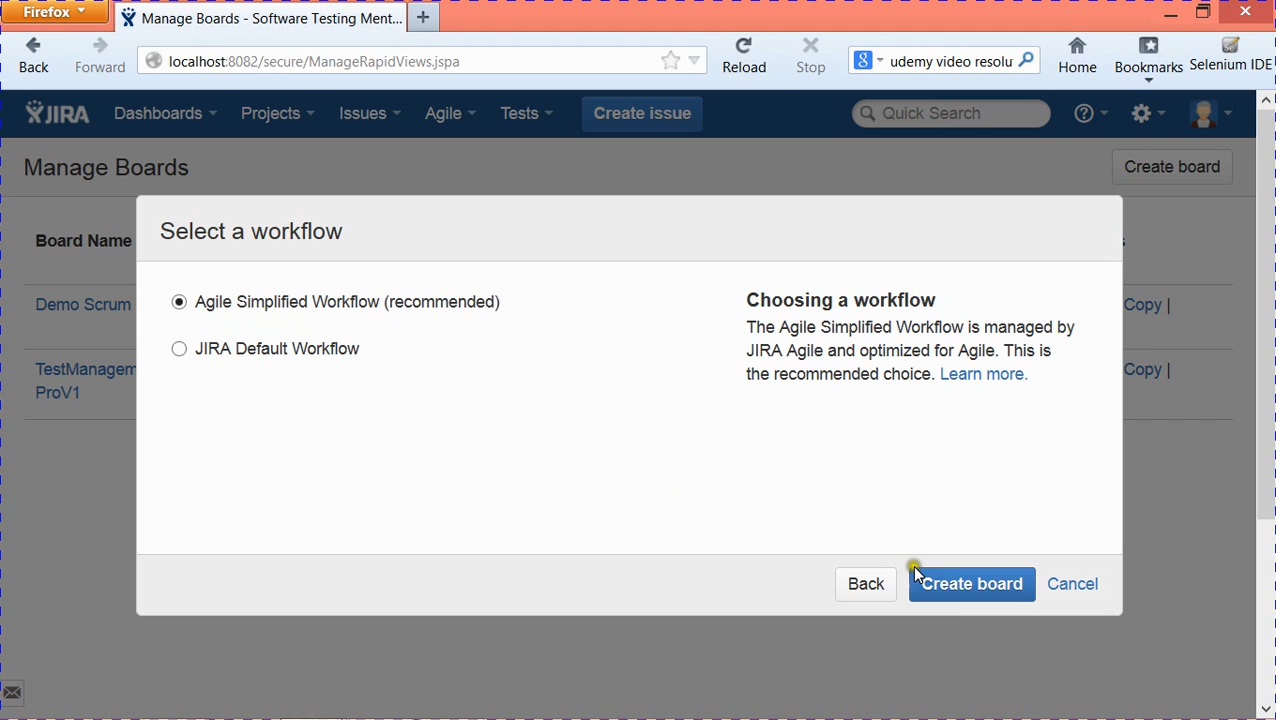 Firefox
Manage Boards - Software Testing Ment...
Back
Forward
localhost:8082/secure/ManageRapidViews.jspa
Reload
Stop
udemy video resolu
Home
Bookmarks
Selenium IDE
JIRA
Dashboards
Projects
Issues
Agile
Tests
Create issue
Quick Search
Manage Boards
Create board
Select a workflow
Board Name
Agile Simplified Workflow (recommended)
Choosing a workflow
Demo Scrum
Copy |
The Agile Simplified Workflow is managed by
JIRA Default Workflow
JIRA Agile and optimized for Agile. This is
the recommended choice. Learn more.
TestManagem
ProV1
Copy |
Back
Create board
Cancel